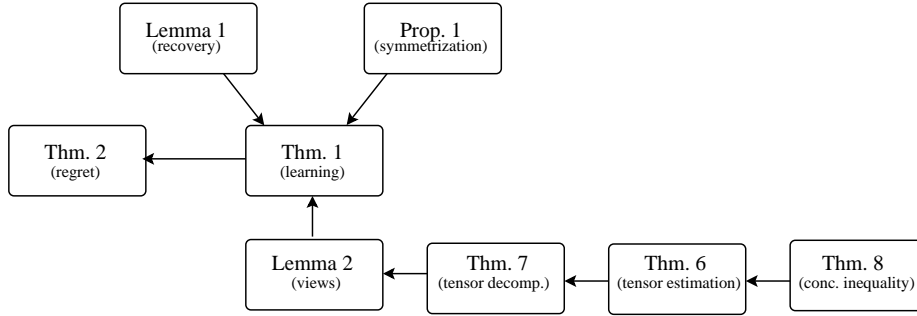 Lemma 1
(recovery)
Prop. 1
(symmetrization)
Thm. 2
(regret)
Thm. 1
(learning)
Lemma 2
(views)
Thm. 7
(tensor decomp.)
Thm. 6
(tensor estimation)
Thm. 8
(conc. inequality)